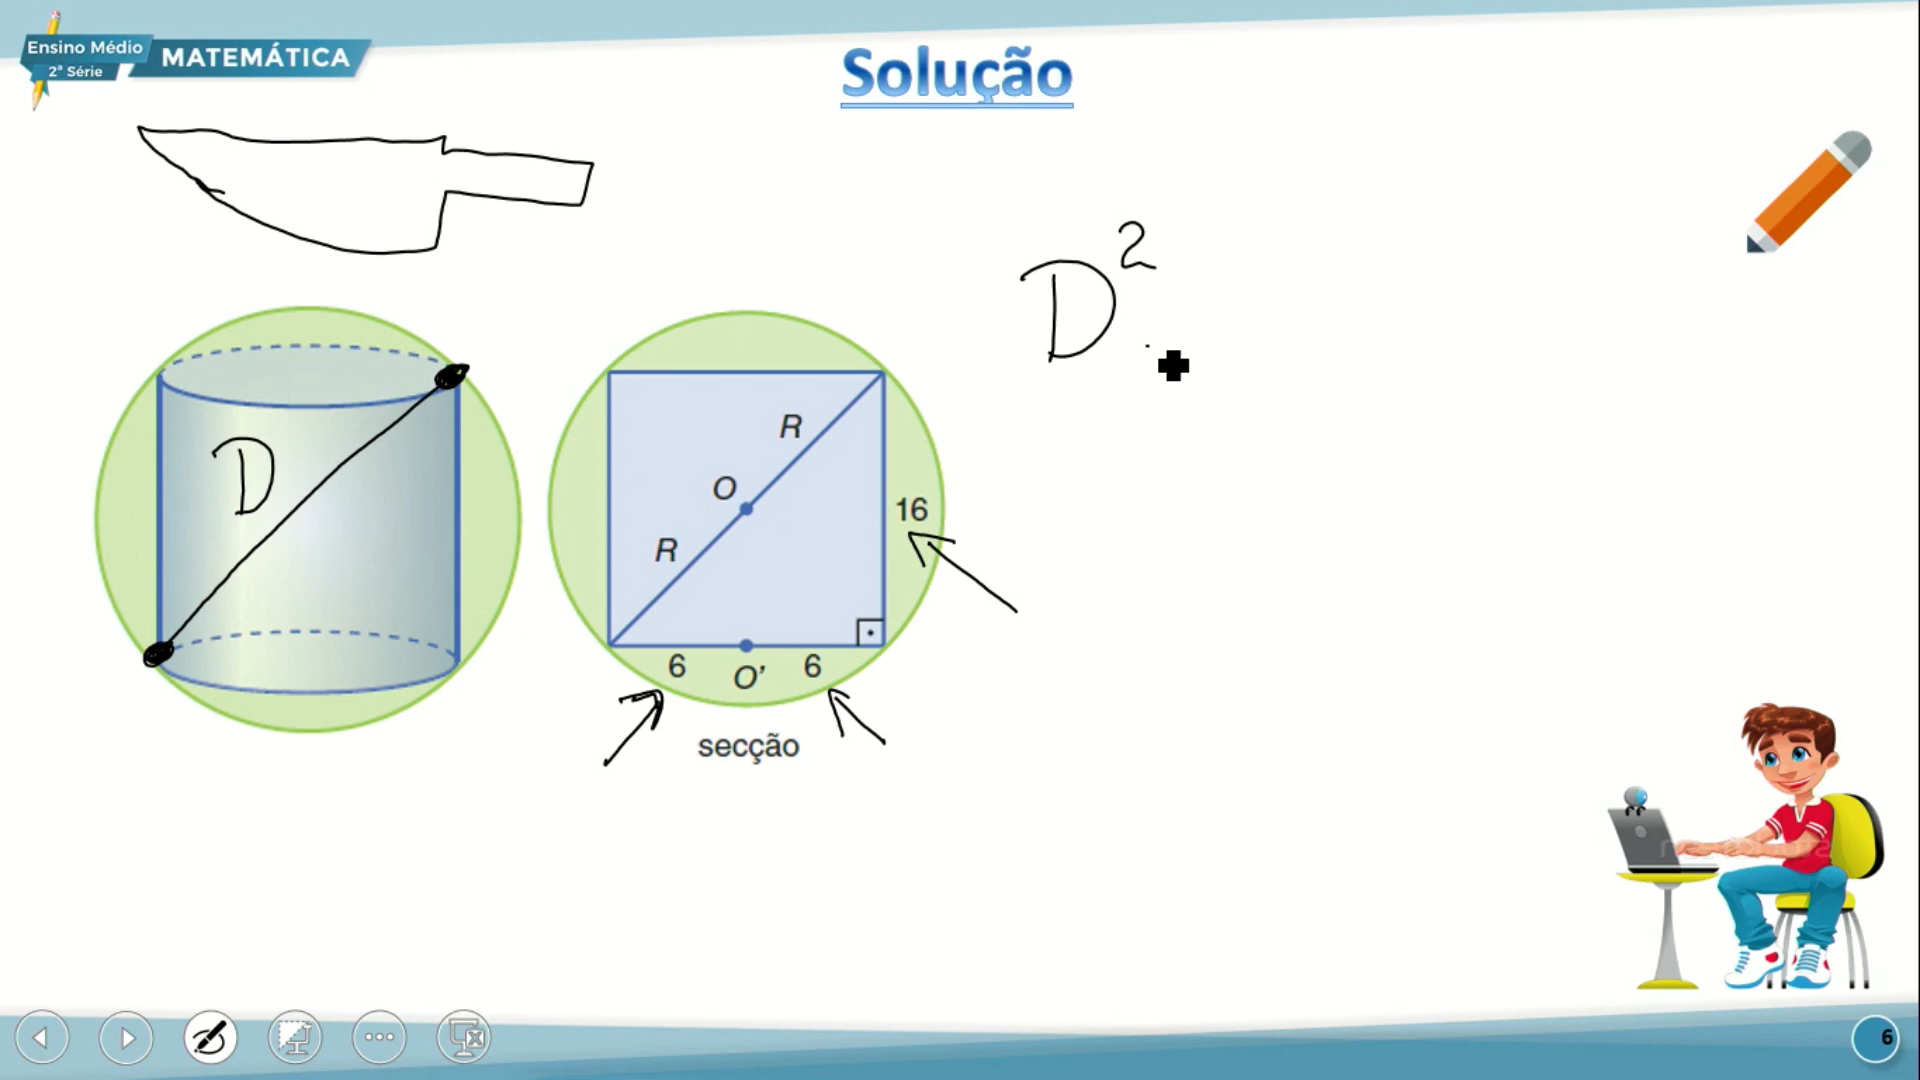 Ensino Médio
2ª Série
MATEMÁTICA
Solução
D²
D
R
O
16
R
6
O'
6
secção
6